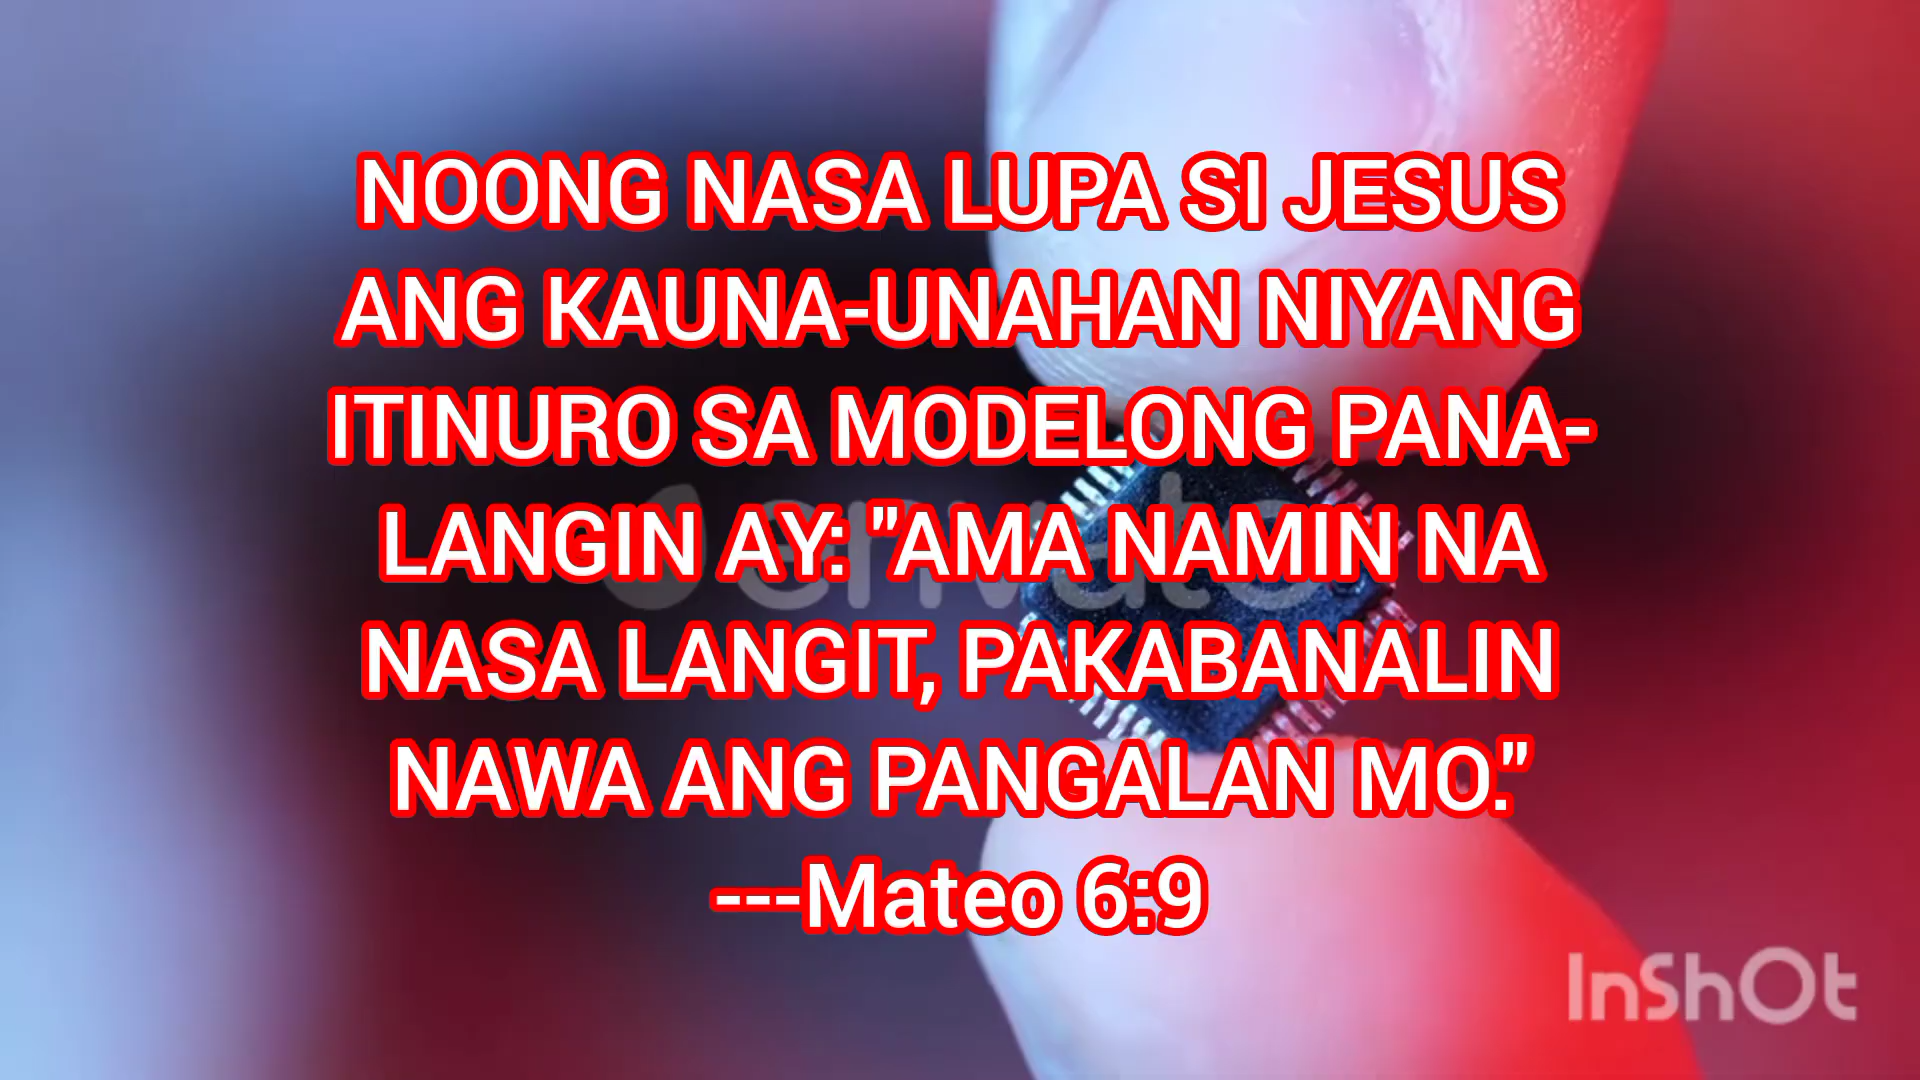 NOONG NASA LUPA SI JESUS
ANG KAUNA-UNAHAN NIYANG
ITINURO SA MODELONG PANA-
LANGIN AY: "AMA NAMIN NA
NASA LANGIT, PAKABANALIN
NAWA ANG PANGALAN MO."
---Mateo 6:9
envato
InShOt